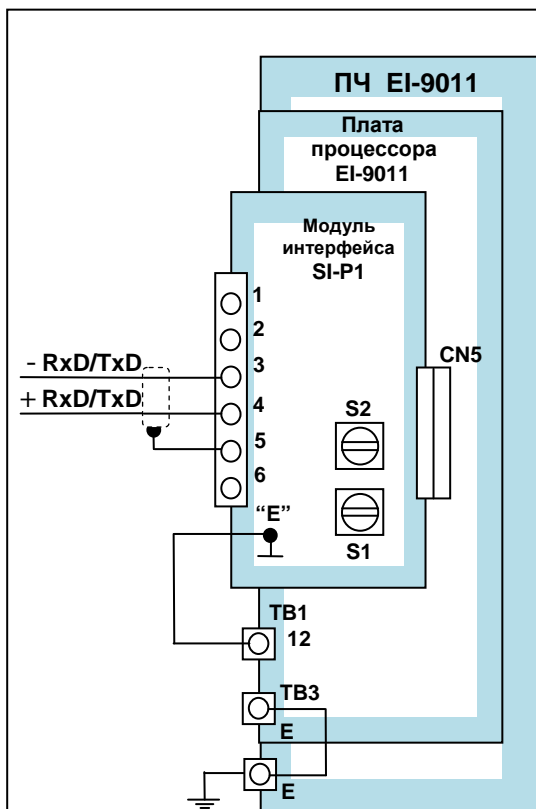 ПЧ EI-9011
Плата
процессора
EI-9011
Модуль
интерфейса
SI-P1
1
2
- RxD/TxD
3
+ RxD/TxD
4
5
6
CN5
S2
“E”
S1
TB1
12
TB3
E
E